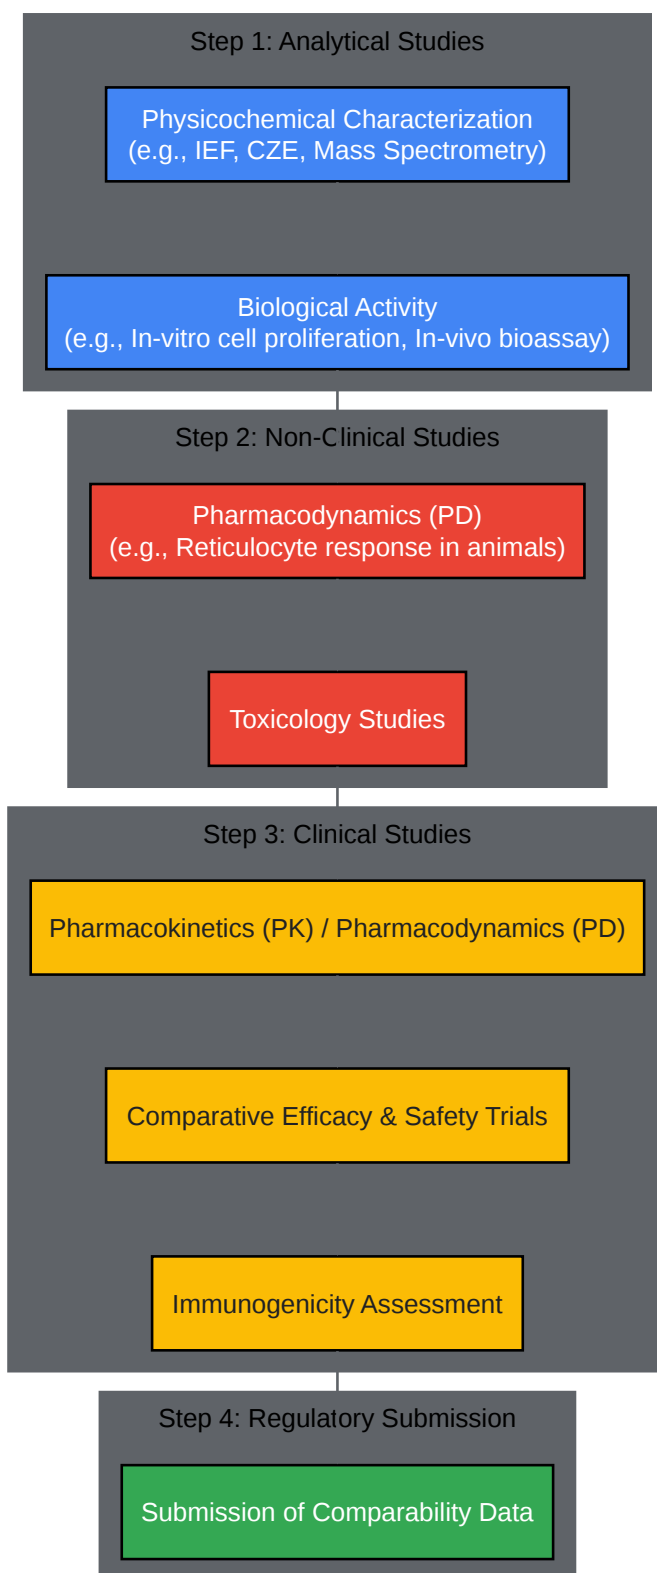 Step 1: Analytical Studies
Physicochemical Characterization
(e.g., IEF, CZE, Mass Spectrometry)
Biological Activity
(e.g., In-vitro cell proliferation, In-vivo bioassay)
Step 2: Non-Clinical Studies
Pharmacodynamics (PD)
(e.g., Reticulocyte response in animals)
Toxicology Studies
Step 3: Clinical Studies
Pharmacokinetics (PK) / Pharmacodynamics (PD)
Comparative Efficacy & Safety Trials
Immunogenicity Assessment
Step 4: Regulatory Submission
Submission of Comparability Data